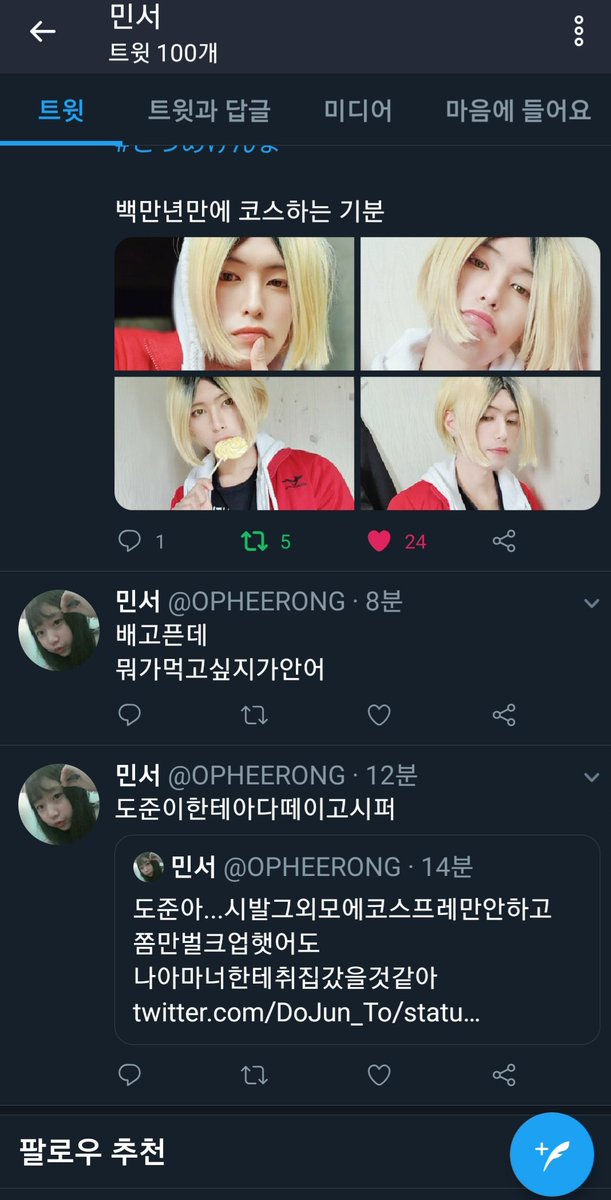 민서
트윗 100개
트윗 트윗과 답글 미디어 마음에 들어요
백만년만에 코스하는 기분
1 5 24
민서 @OPHEERONG · 8분
배고픈데
뭐가먹고싶지가안어
민서 @OPHEERONG · 12분
도준이한테아다떼이고시퍼
민서 @OPHEERONG · 14분
도준아...시발그외모에코스프레만안하고
쫌만벌크업햇어도
나아마너한테취집갔을것같아
twitter.com/DoJun_To/statu...
팔로우 추천